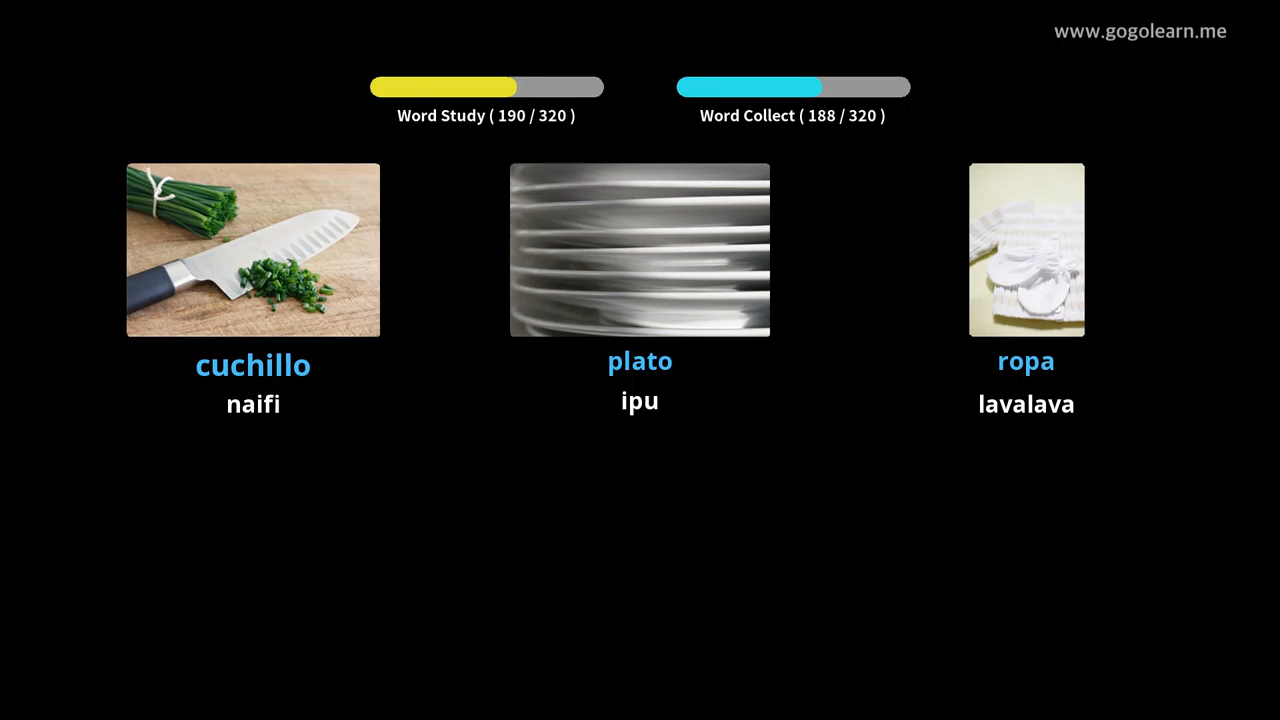 www.gogolearn.me
Word Study ( 190 / 320 )
Word Collect ( 188 / 320 )
cuchillo
naifi
plato
ipu
ropa
lavalava